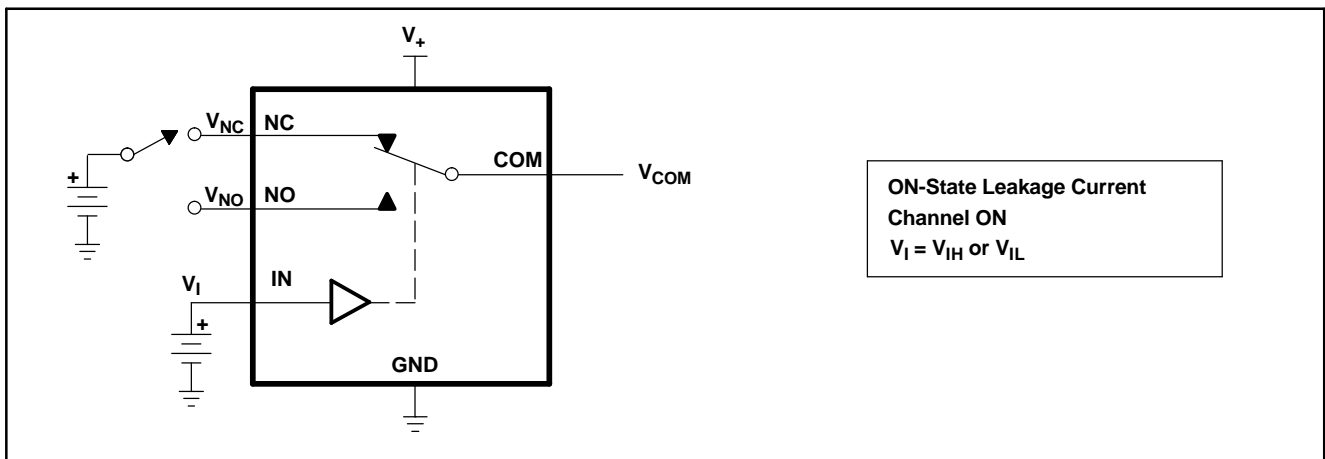 V+
VNC NC
COM
VCOM
+
VNO NO
VI IN
+
GND
ON-State Leakage Current
Channel ON
VI = VIH or VIL